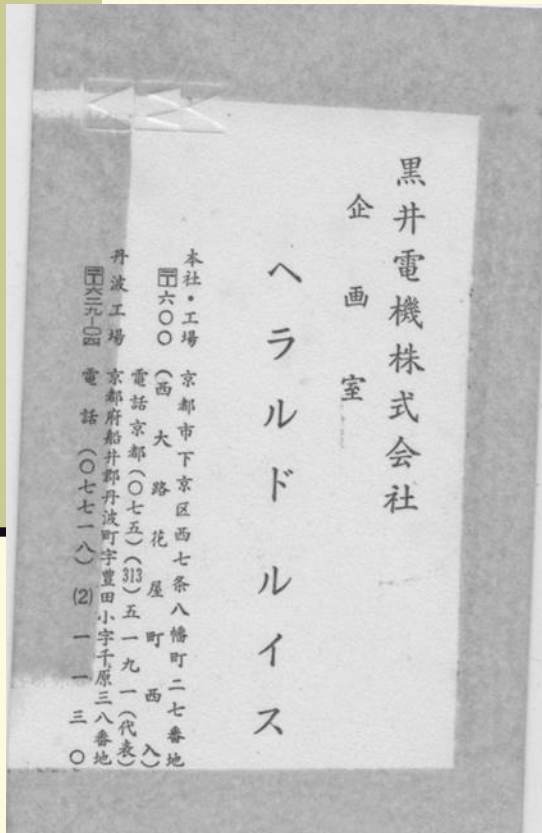 黒井電機株式会社
企画室
ヘラルド ルイス
本社・工場 京都市下京区西七条八幡町二七番地
〒六〇〇 (西大路花屋町西入)
電話京都(〇七五)(313)五一九一(代表)
丹波工場 京都府船井郡丹波町字豊田小字千原三八番地
〒六二九-〇四 電話(〇七七一八)(2)一一三〇